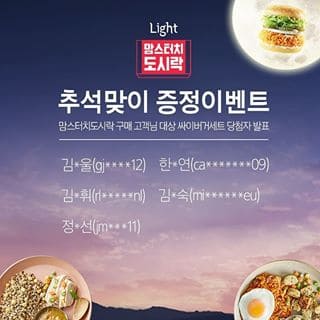 Light
맘스터치
도시락
추석맞이 증정이벤트
맘스터치도시락 구매 고객님 대상 싸이버거세트 당첨자 발표
김*울(gj****12) 한*연(ca*******09)
김*휘(rl*****nl) 김*숙(mi******eu)
정*선(jm***11)